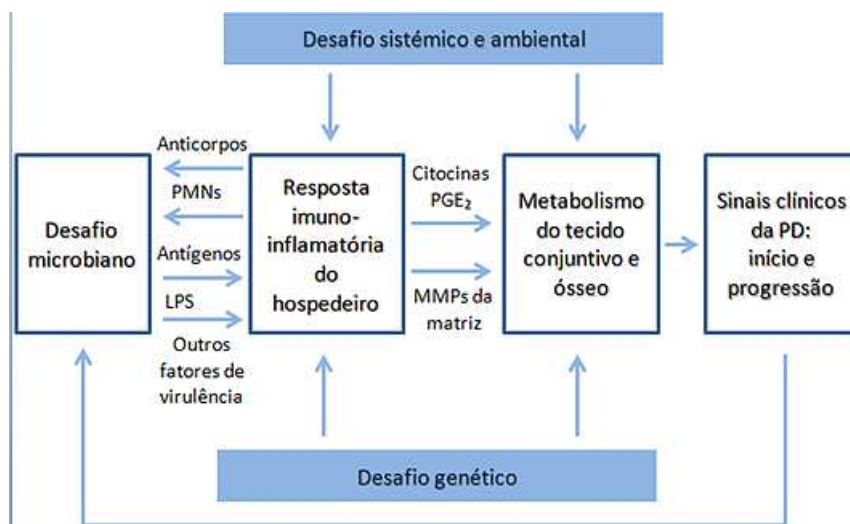 Desafio sistémico e ambiental
Desafio
microbiano
Anticorpos
PMNs
Antígenos
LPS
Outros
fatores de
virulência
Resposta
imuno-
inflamatória
do
hospedeiro
Citocinas
PGE₂
MMPs da
matriz
Metabolismo
do tecido
conjuntivo e
ósseo
Sinais clínicos
da PD:
início e
progressão
Desafio genético